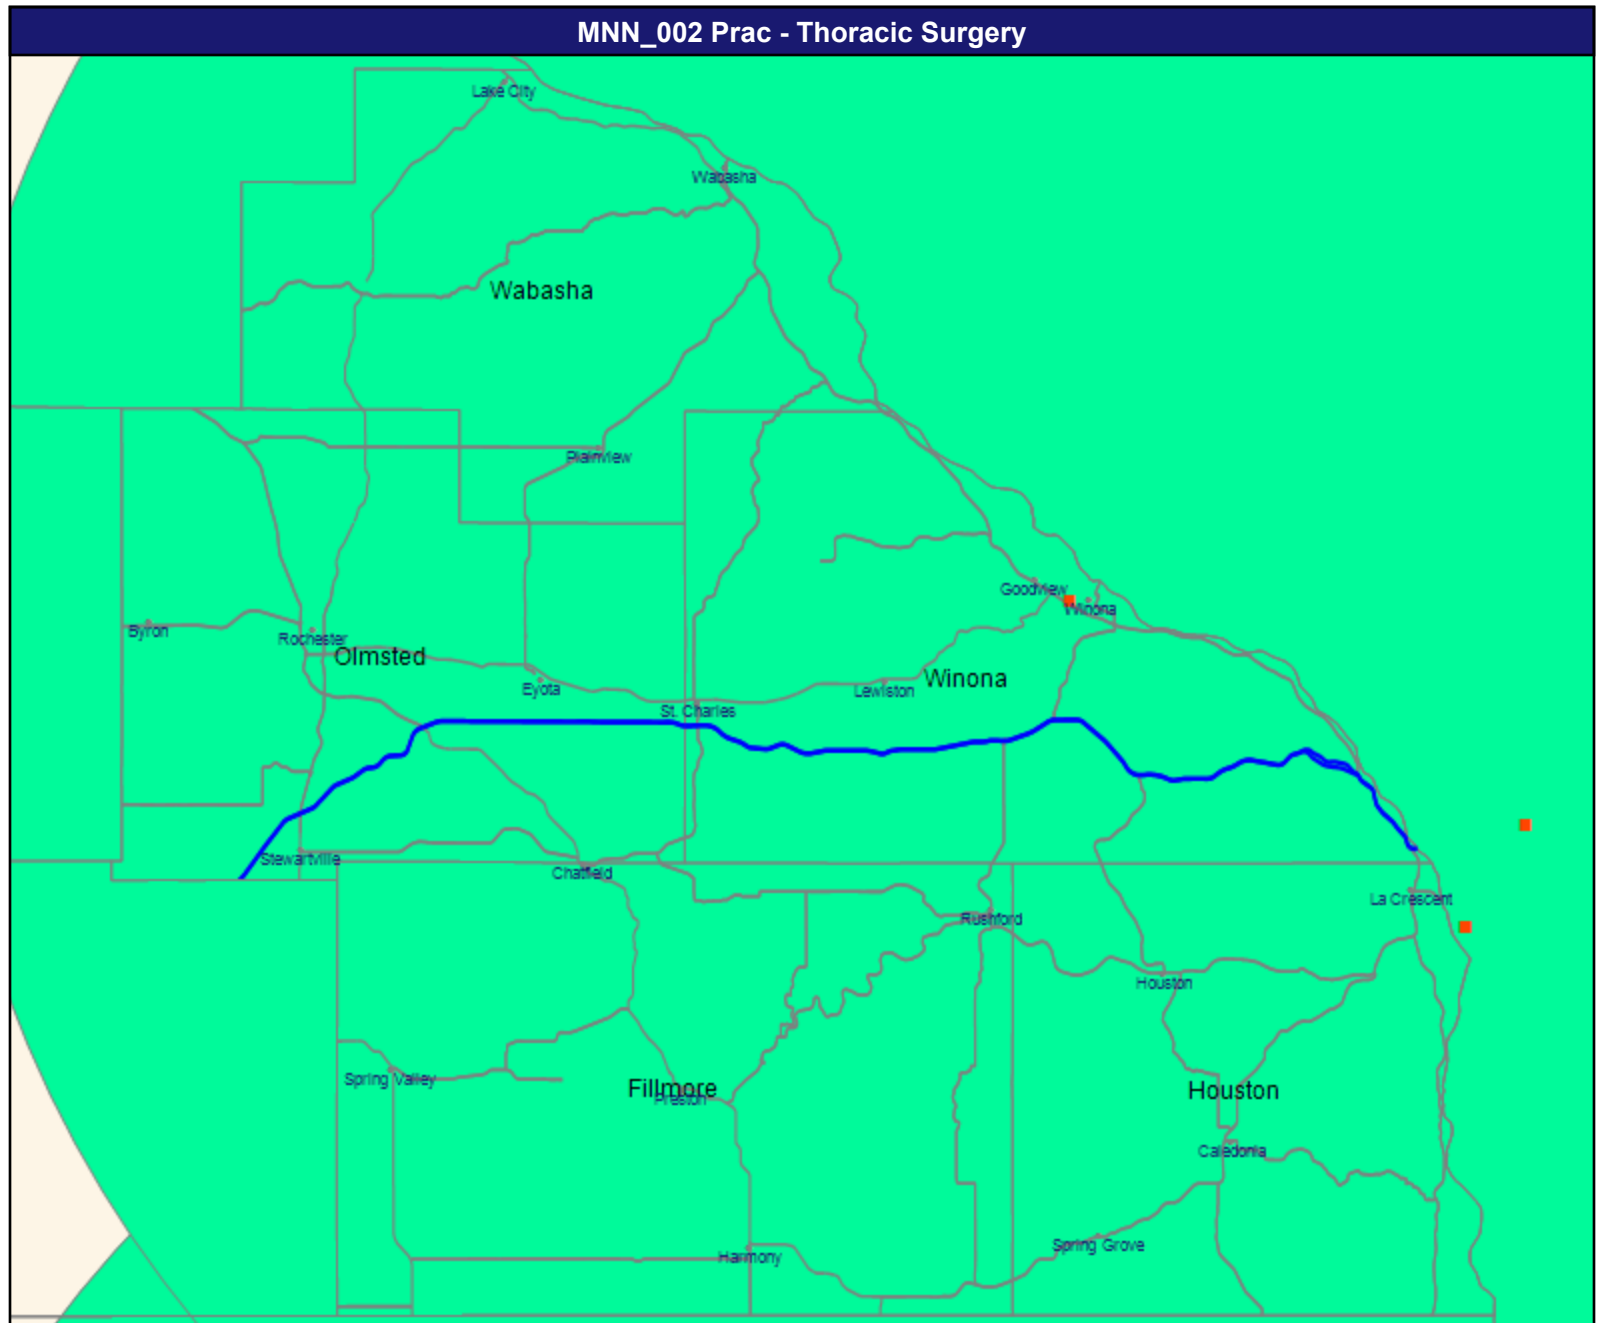 MNN_002 Prac - Thoracic Surgery
Lake City
Wabasha
Wabasha
Plainview
Goodview
Winona
Byron
Rochester
Olmsted
Eyota
Lewiston
Winona
St. Charles
Stewartville
Chatfield
La Crescent
Rushford
Houston
Spring Valley
Fillmore
Preston
Houston
Caledonia
Spring Grove
Harmony